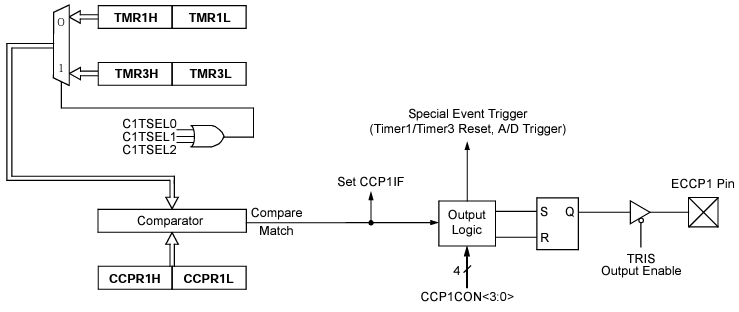 0
TMR1H TMR1L
1
TMR3H TMR3L
C1TSEL0
C1TSEL1
C1TSEL2
Special Event Trigger
(Timer1/Timer3 Reset, A/D Trigger)
Set CCP1IF
ECCP1 Pin
Comparator
Compare
Match
Output
Logic
S Q
R
TRIS
Output Enable
4
CCPR1H CCPR1L
CCP1CON<3:0>